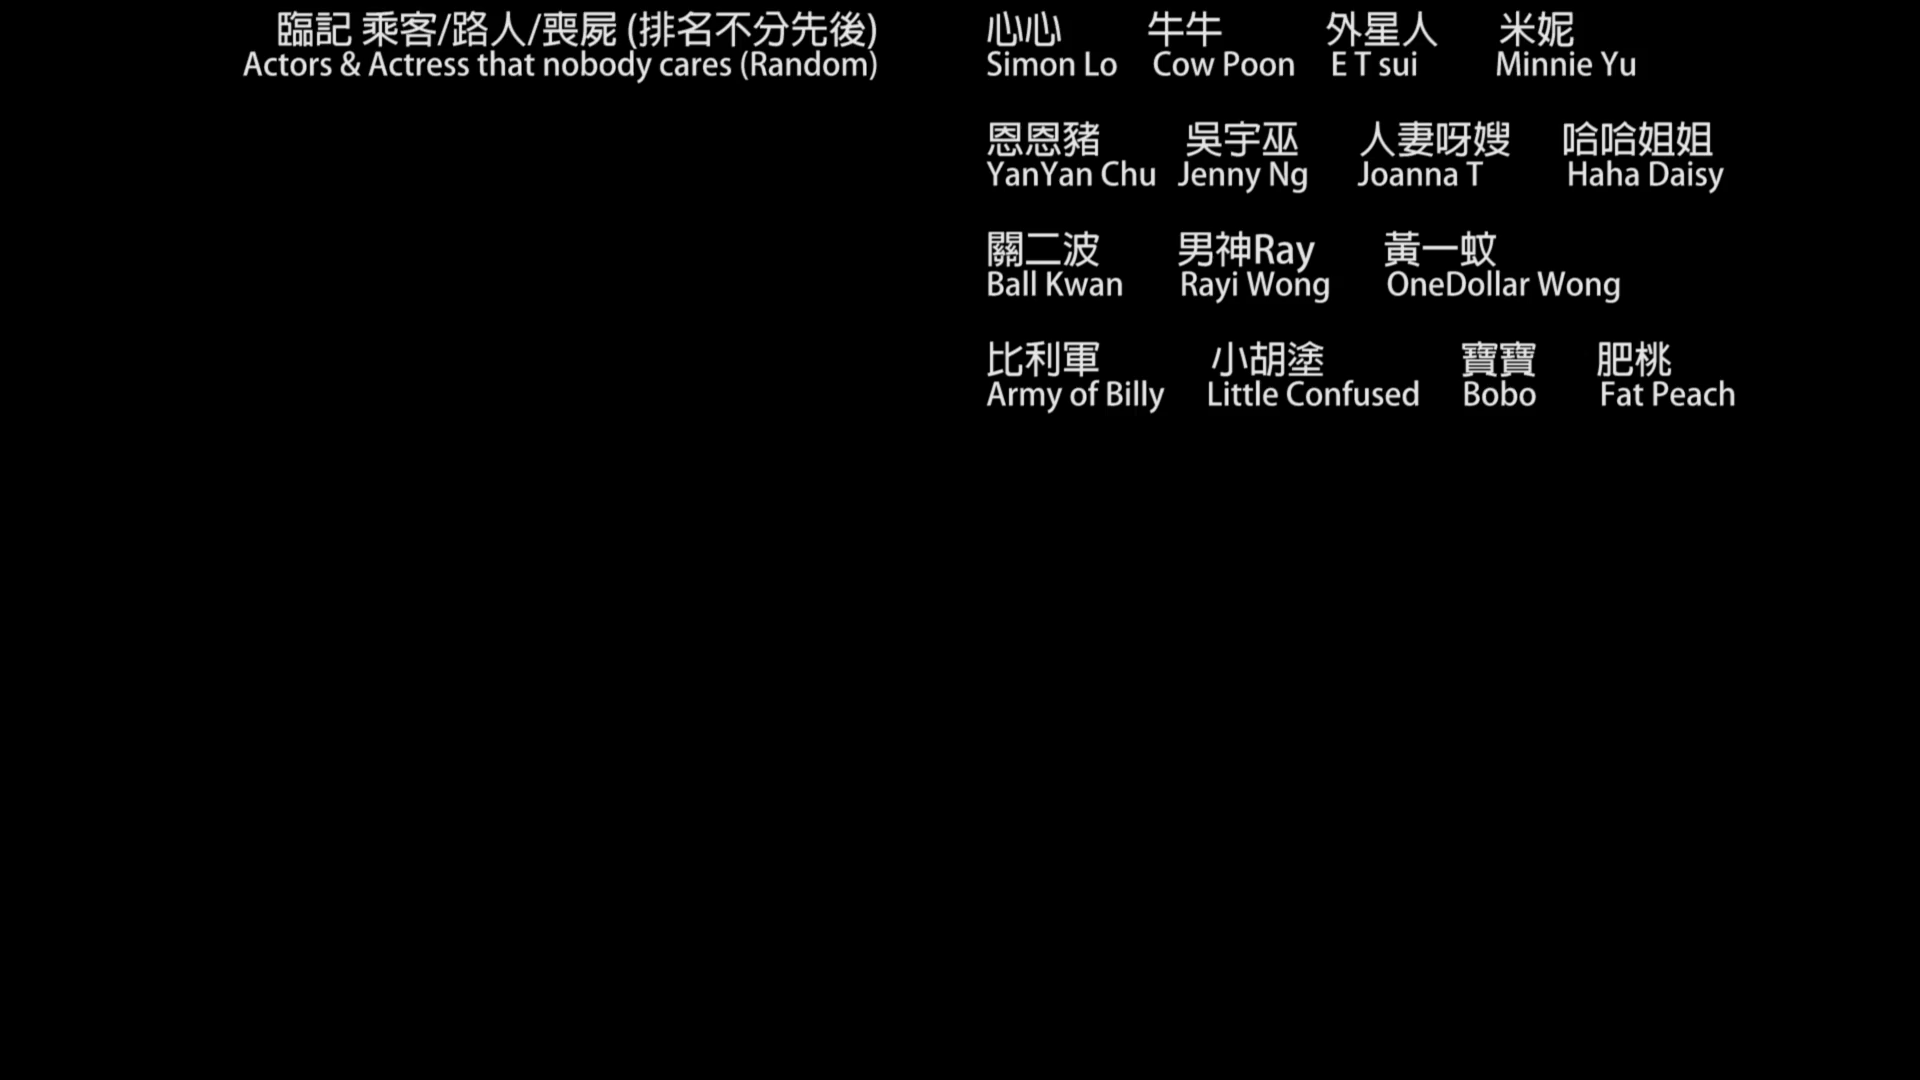 臨記 乘客/路人/喪屍 (排名不分先後)
Actors & Actress that nobody cares (Random)
心心 牛牛 外星人 米妮
Simon Lo Cow Poon E T sui Minnie Yu
恩恩豬 吳宇巫 人妻呀嫂 哈哈姐姐
YanYan Chu Jenny Ng Joanna T Haha Daisy
關二波 男神Ray 黃一蚊
Ball Kwan Rayi Wong OneDollar Wong
比利軍 小胡塗 寶寶 肥桃
Army of Billy Little Confused Bobo Fat Peach